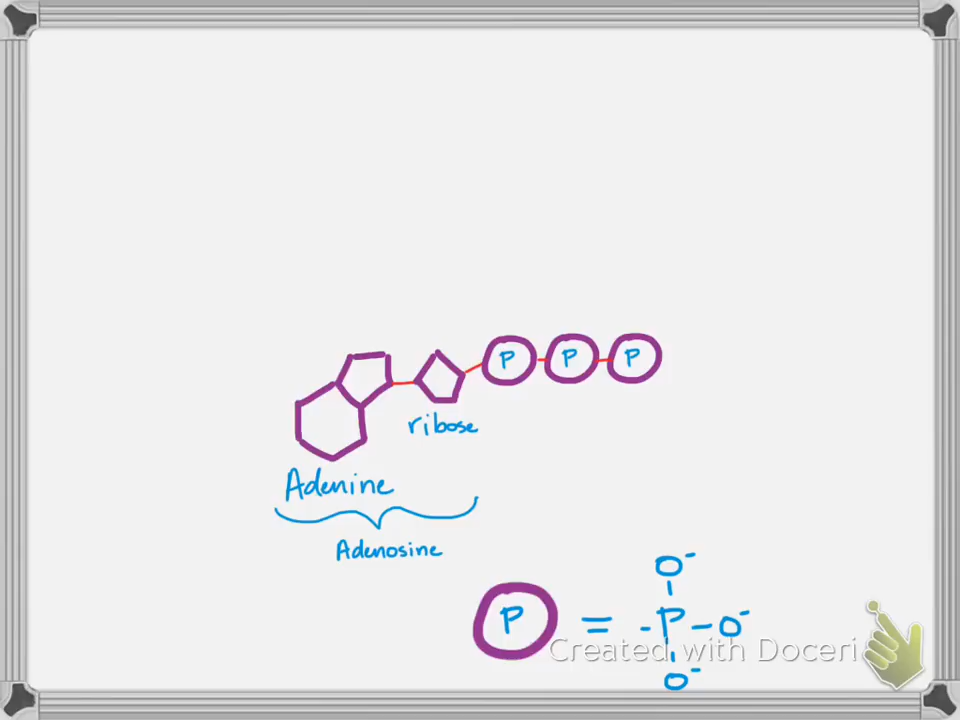 P P P
ribose
Adenine
Adenosine
O⁻
P = -P-O⁻
O⁻
Created with Doceri